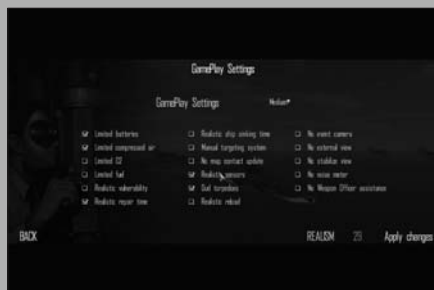 GamePlay Settings
GamePlay Settings Medium
Limited batteries
Limited compressed air
Limited O2
Limited fuel
Realistic vulnerability
Realistic repair time
Realistic ship sinking time
Manual targeting system
No map contact update
Realistic sensors
Dud torpedoes
Realistic reload
No event camera
No external view
No stabilize view
No noise meter
No Weapon Officer assistance
BACK
REALISM 29 Apply changes